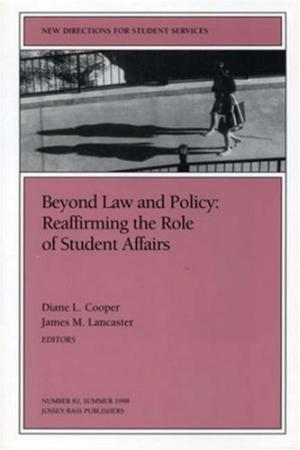 NEW DIRECTIONS FOR STUDENT SERVICES
Beyond Law and Policy:
Reaffirming the Role
of Student Affairs
Diane L. Cooper
James M. Lancaster
EDITORS
NUMBER 82, SUMMER 1998
JOSSEY-BASS PUBLISHERS